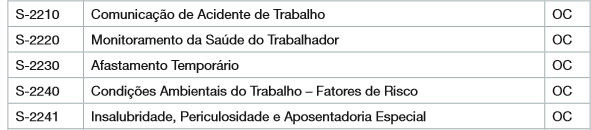 S-2210 Comunicação de Acidente de Trabalho OC
S-2220 Monitoramento da Saúde do Trabalhador OC
S-2230 Afastamento Temporário OC
S-2240 Condições Ambientais do Trabalho – Fatores de Risco OC
S-2241 Insalubridade, Periculosidade e Aposentadoria Especial OC